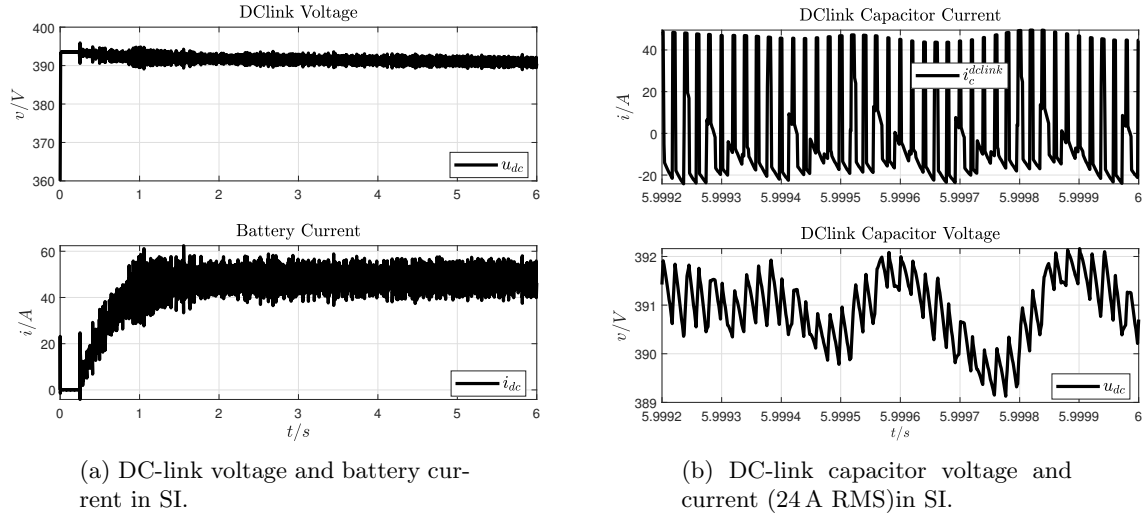 DClink Voltage
400
390
380
370
360
v/V
u_dc
0 1 2 3 4 5 6
Battery Current
60
40
20
0
i/A
i_dc
0 1 2 3 4 5 6
t/s
(a) DC-link voltage and battery cur-
rent in SI.
DClink Capacitor Current
40
20
0
-20
i/A
i_c^dclink
5.9992 5.9993 5.9994 5.9995 5.9996 5.9997 5.9998 5.9999 6
DClink Capacitor Voltage
392
391
390
389
v/V
u_dc
5.9992 5.9993 5.9994 5.9995 5.9996 5.9997 5.9998 5.9999 6
t/s
(b) DC-link capacitor voltage and
current (24 A RMS)in SI.